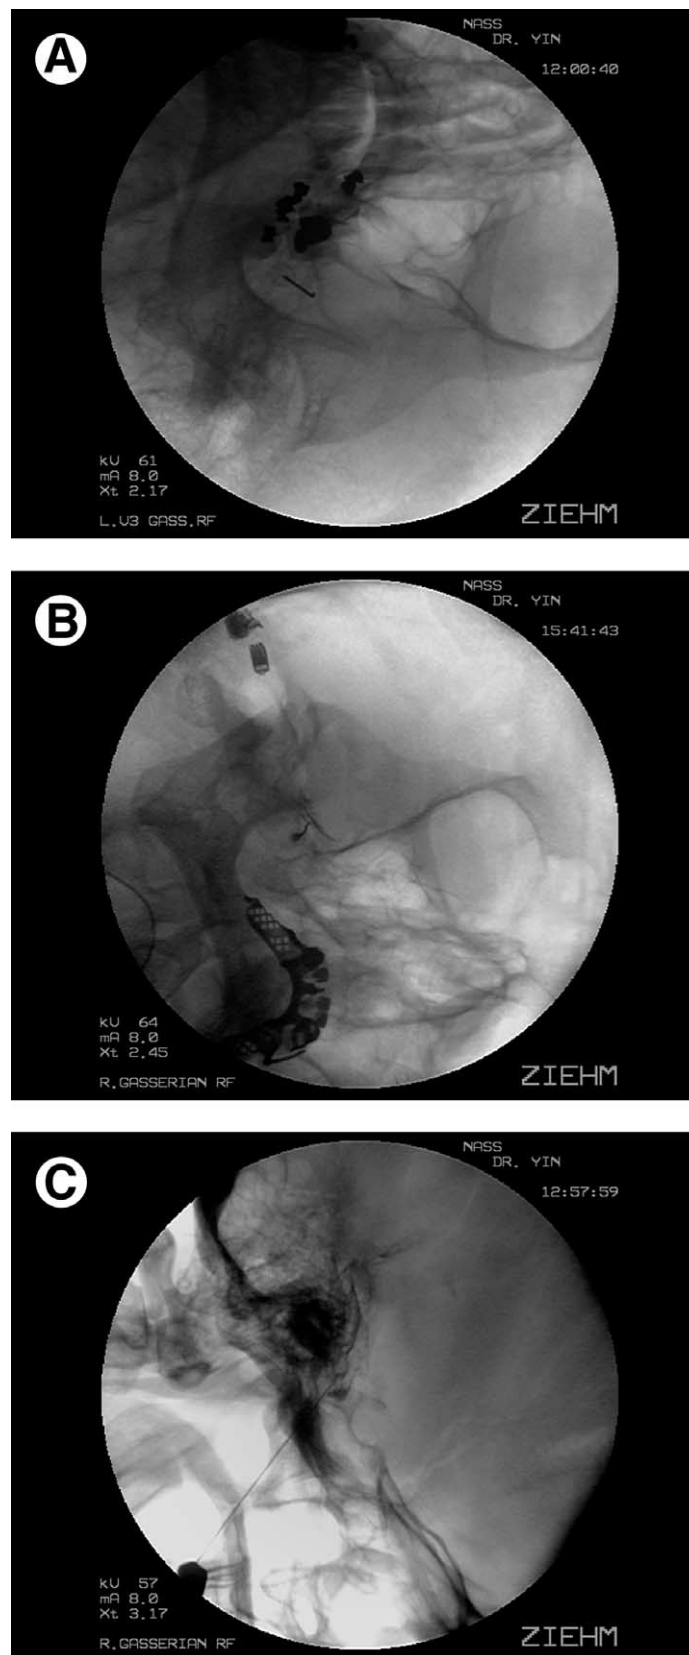 A
NASS
DR. YIN
12:00:40
kV 61
mA 8.0
Xt 2.17
L.V3 GASS.RF
ZIEHM
B
NASS
DR. YIN
15:41:43
kV 64
mA 8.0
Xt 2.45
R.GASSERIAN RF
ZIEHM
C
NASS
DR. YIN
12:57:59
kV 57
mA 8.0
Xt 3.17
R.GASSERIAN RF
ZIEHM